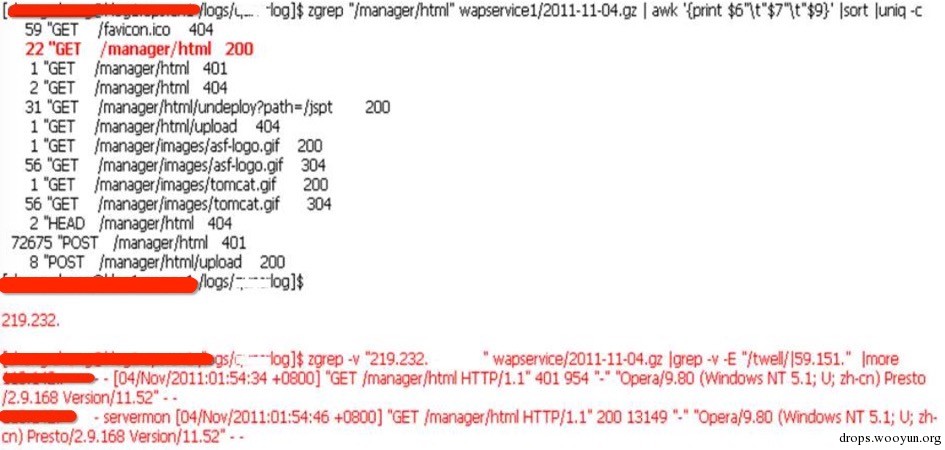 /logs/ log]$ zgrep "/manager/html" wapservice1/2011-11-04.gz | awk '{print $6"\t"$7"\t"$9}' |sort |uniq -c
59 "GET /favicon.ico 404
22 "GET /manager/html 200
1 "GET /manager/html 401
2 "GET /manager/html 404
31 "GET /manager/html/undeploy?path=/jspt 200
1 "GET /manager/html/upload 404
1 "GET /manager/images/asf-logo.gif 200
56 "GET /manager/images/asf-logo.gif 304
1 "GET /manager/images/tomcat.gif 200
56 "GET /manager/images/tomcat.gif 304
2 "HEAD /manager/html 404
72675 "POST /manager/html 401
8 "POST /manager/html/upload 200
[ /logs/ log]$
219.232.
[ ogs/ log]$ zgrep -v "219.232. " wapservice/2011-11-04.gz |grep -v -E "/twell/|59.151." |more
- - [04/Nov/2011:01:54:34 +0800] "GET /manager/html HTTP/1.1" 401 954 "-" "Opera/9.80 (Windows NT 5.1; U; zh-cn) Presto
/2.9.168 Version/11.52" - -
- servermon [04/Nov/2011:01:54:46 +0800] "GET /manager/html HTTP/1.1" 200 13149 "-" "Opera/9.80 (Windows NT 5.1; U; zh-
cn) Presto/2.9.168 Version/11.52" - -
drops.wooyun.org